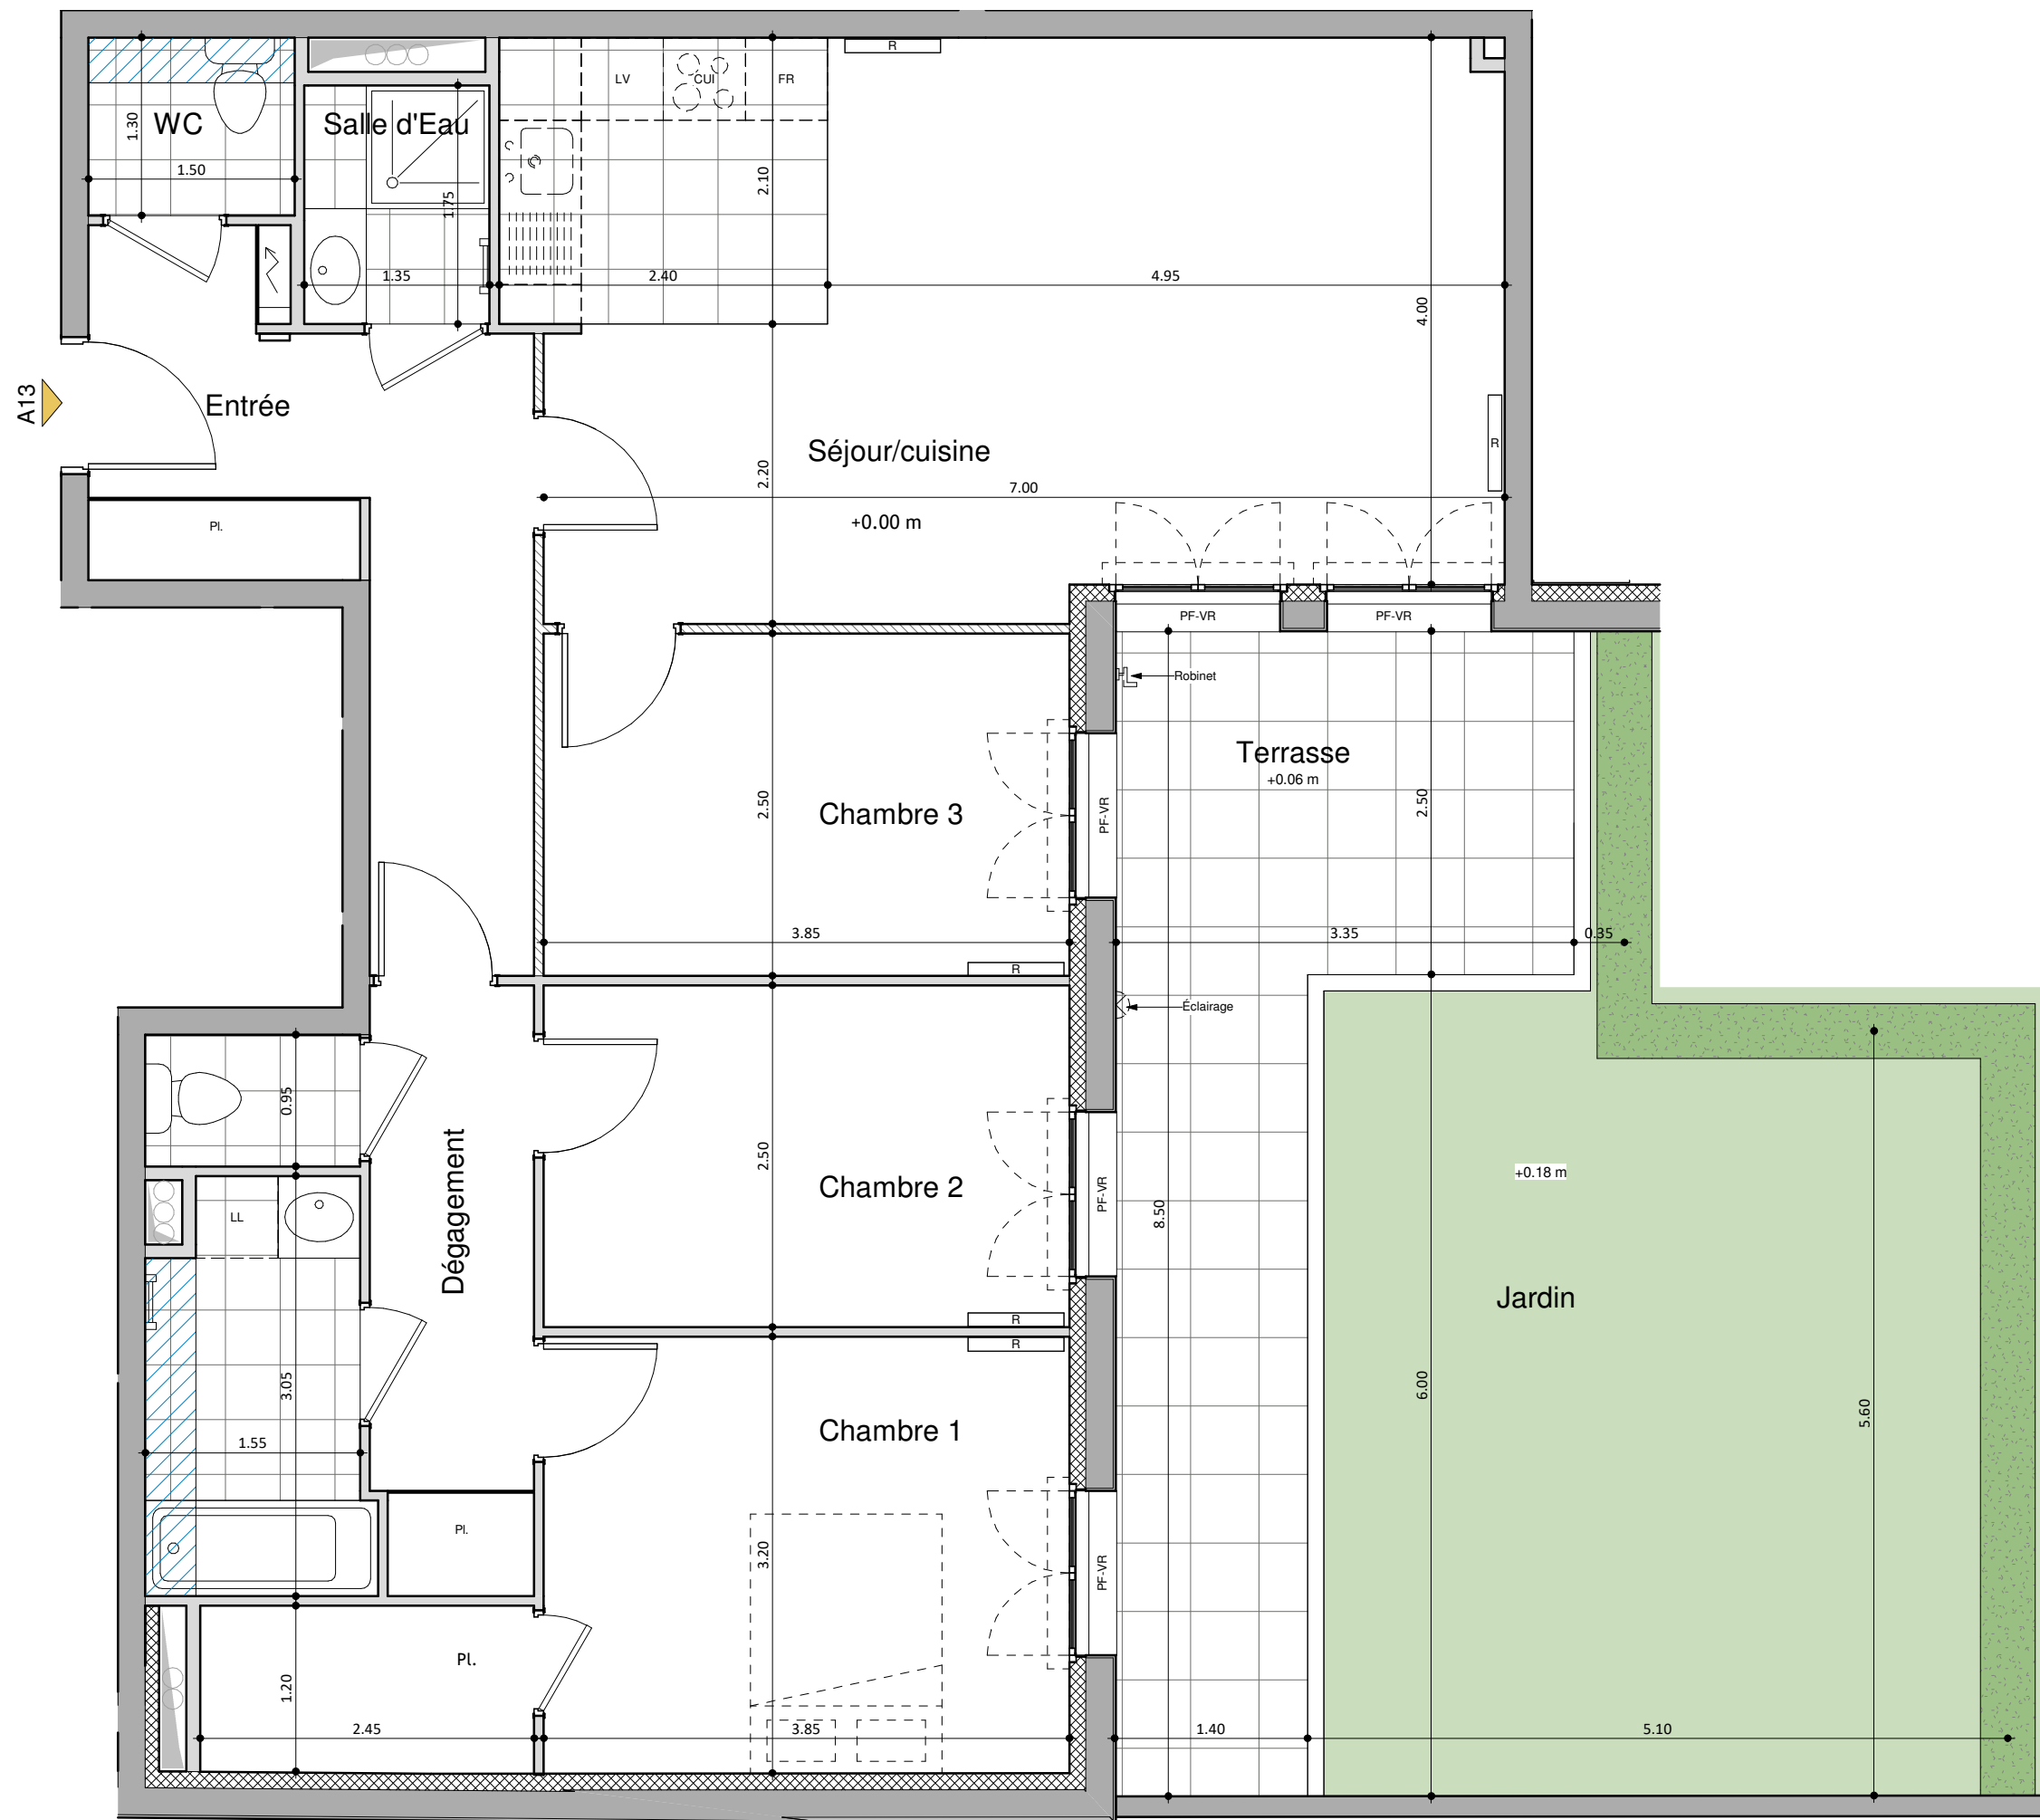 R
LV
CUI
FR
WC
Salle d'Eau
1.30
1.50
1.75
2.10
1.35
2.40
4.95
4.00
A13
Entrée
Séjour/cuisine
R
2.20
7.00
+0.00 m
Pl.
PF-VR
PF-VR
Robinet
Terrasse
+0.06 m
Chambre 3
2.50
PF-VR
2.50
3.85
3.35
0.35
R
Éclairage
0.95
Dégagement
2.50
Chambre 2
PF-VR
+0.18 m
LL
8.50
Jardin
R
R
3.05
6.00
5.60
1.55
Chambre 1
Pl.
3.20
PF-VR
Pl.
1.20
2.45
3.85
1.40
5.10